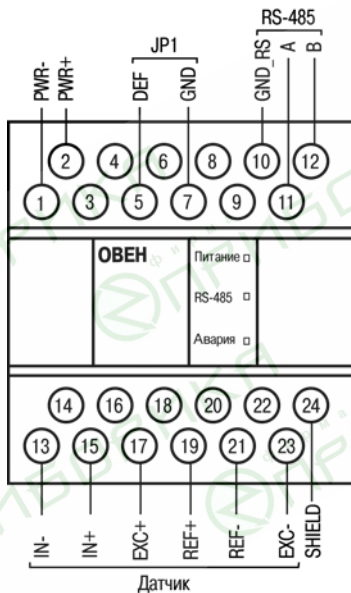 RS-485
JP1
PWR-
PWR+
DEF
GND
GND_RS
A
B
2 4 6 8 10 12
1 3 5 7 9 11
ОВЕН
Питание
RS-485
Авария
14 16 18 20 22 24
13 15 17 19 21 23
IN-
IN+
EXC+
REF+
REF-
EXC-
SHIELD
Датчик